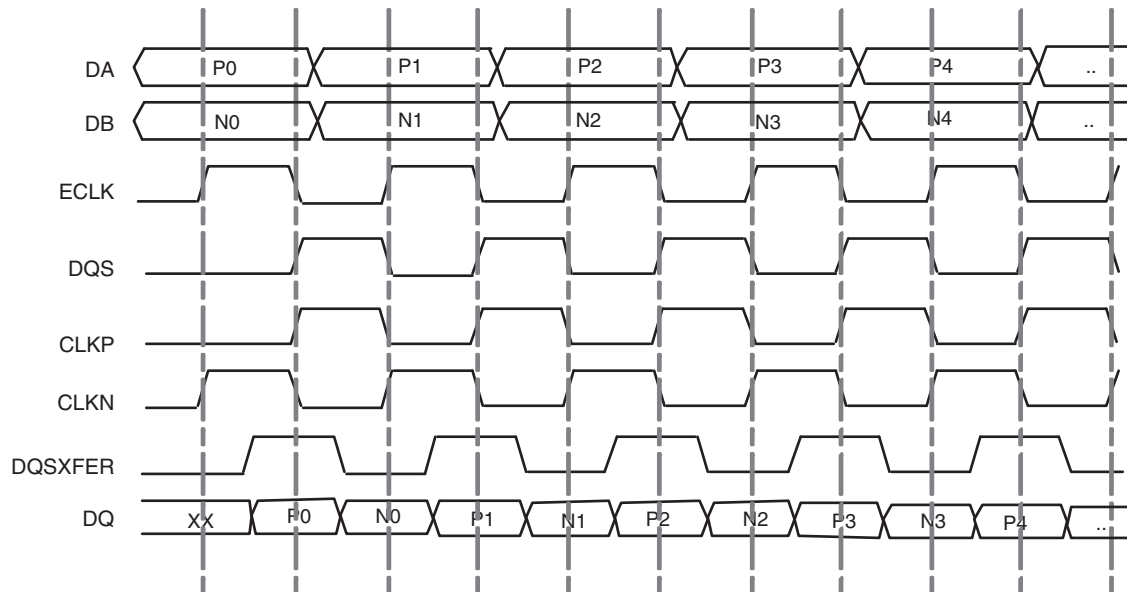 DA P0 P1 P2 P3 P4 ..
DB N0 N1 N2 N3 N4 ..
ECLK
DQS
CLKP
CLKN
DQSXFER
DQ XX P0 N0 P1 N1 P2 N2 P3 N3 P4 ..